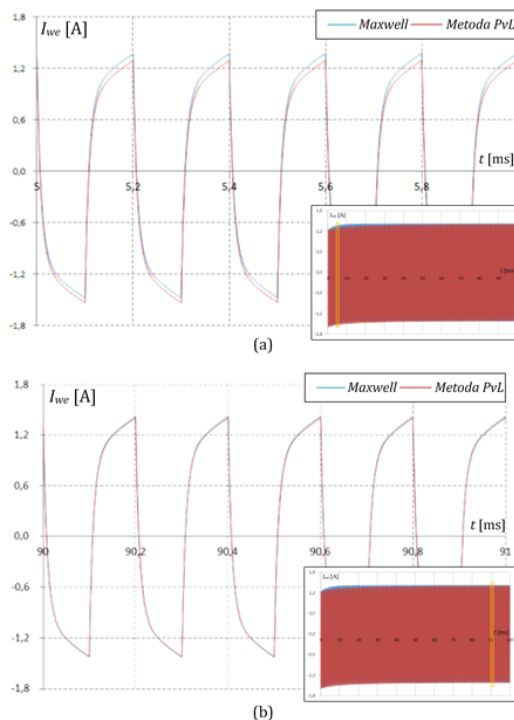 I_we [A]
Maxwell
Metoda PvL
1,8
1,2
0,6
0,0
-0,6
-1,2
-1,8
5
5,2
5,4
5,6
5,8
t [ms]
(a)
I_we [A]
Maxwell
Metoda PvL
1,8
1,2
0,6
0,0
-0,6
-1,2
-1,8
90
90,2
90,4
90,6
90,8
91
t [ms]
(b)